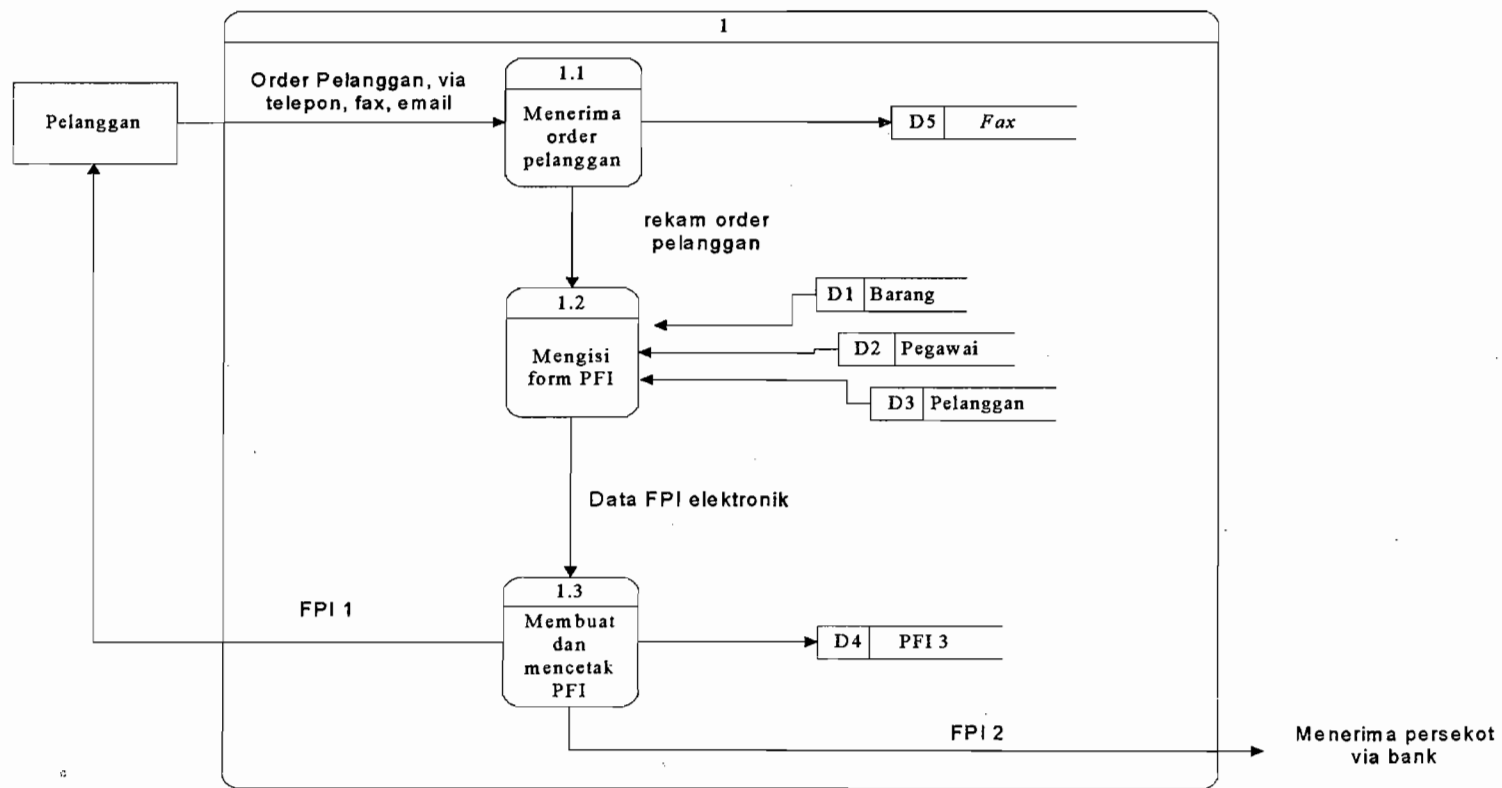 1
Pelanggan
Order Pelanggan, via
telepon, fax, email
1.1
Menerima
order
pelanggan
D5 Fax
rekam order
pelanggan
1.2
Mengisi
form PFI
D1 Barang
D2 Pegawai
D3 Pelanggan
Data FPI elektronik
1.3
Membuat
dan
mencetak
PFI
FPI 1
D4 PFI 3
FPI 2
Menerima persekot
via bank